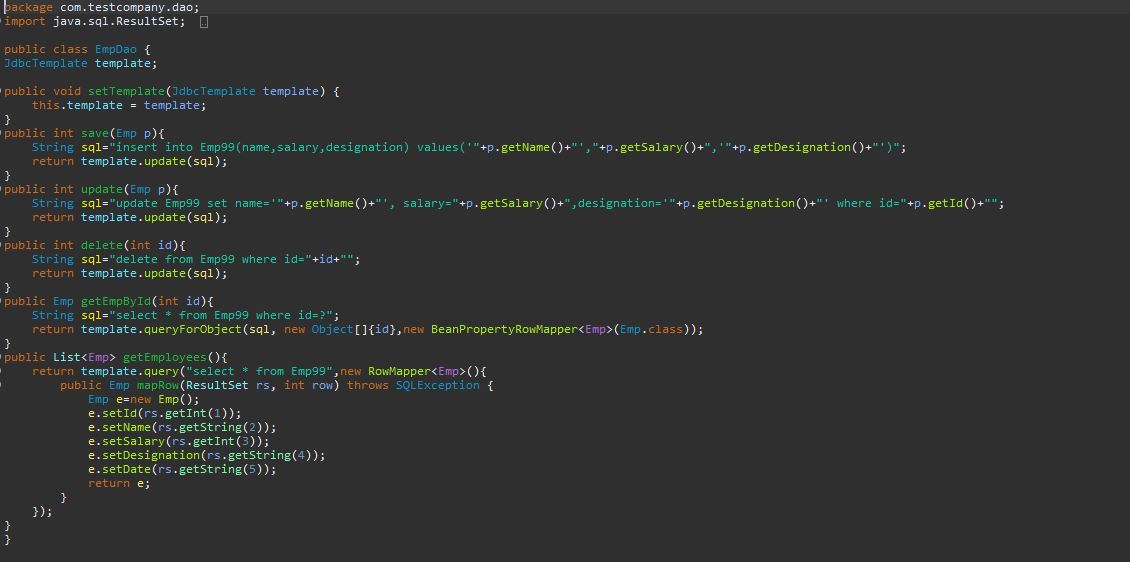 package com.testcompany.dao;
import java.sql.ResultSet;
public class EmpDao {
JdbcTemplate template;
public void setTemplate(JdbcTemplate template) {
    this.template = template;
}
public int save(Emp p){
    String sql="insert into Emp99(name,salary,designation) values('"+p.getName()+"',"+p.getSalary()+",'"+p.getDesignation()+"')";
    return template.update(sql);
}
public int update(Emp p){
    String sql="update Emp99 set name='"+p.getName()+"', salary="+p.getSalary()+",designation='"+p.getDesignation()+"' where id="+p.getId()+"";
    return template.update(sql);
}
public int delete(int id){
    String sql="delete from Emp99 where id="+id+"";
    return template.update(sql);
}
public Emp getEmpById(int id){
    String sql="select * from Emp99 where id=?";
    return template.queryForObject(sql, new Object[]{id},new BeanPropertyRowMapper<Emp>(Emp.class));
}
public List<Emp> getEmployees(){
    return template.query("select * from Emp99",new RowMapper<Emp>(){
        public Emp mapRow(ResultSet rs, int row) throws SQLException {
            Emp e=new Emp();
            e.setId(rs.getInt(1));
            e.setName(rs.getString(2));
            e.setSalary(rs.getInt(3));
            e.setDesignation(rs.getString(4));
            e.setDate(rs.getString(5));
            return e;
        }
    });
}
}